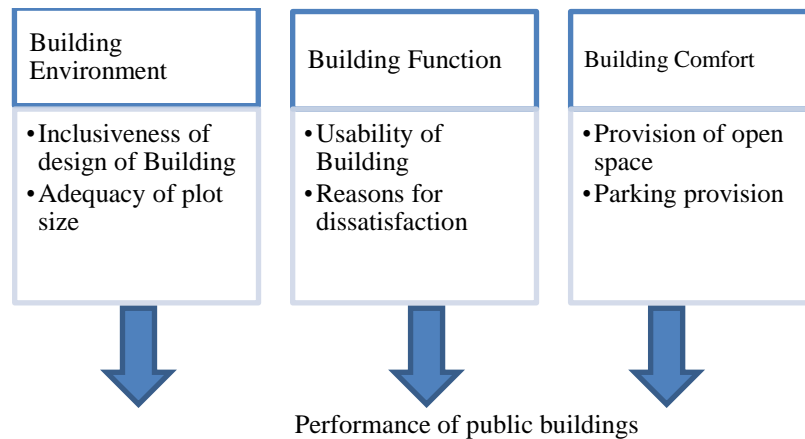 Building
Environment
•Inclusiveness of
design of Building
•Adequacy of plot
size
Building Function
•Usability of
Building
•Reasons for
dissatisfaction
Building Comfort
•Provision of open
space
•Parking provision
Performance of public buildings